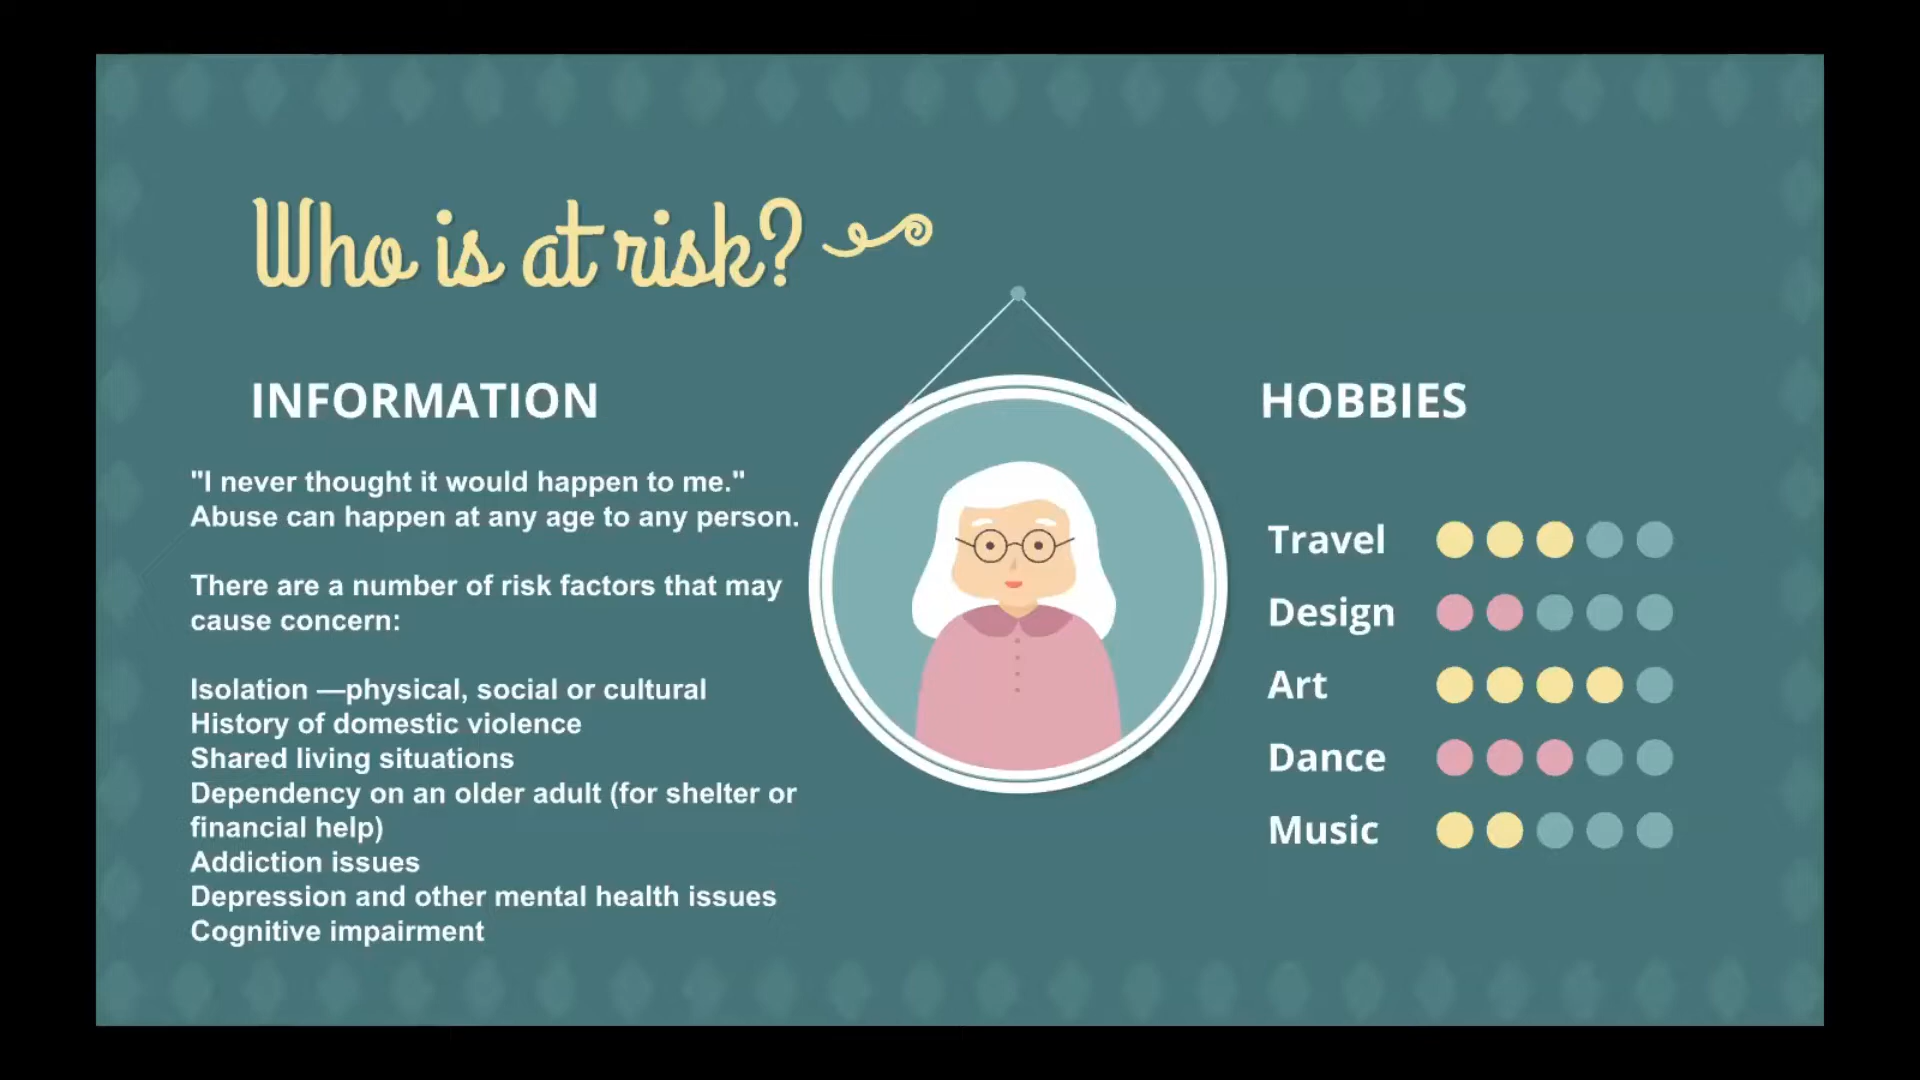 Who is at risk?
INFORMATION
"I never thought it would happen to me."
Abuse can happen at any age to any person.
There are a number of risk factors that may
cause concern:
Isolation —physical, social or cultural
History of domestic violence
Shared living situations
Dependency on an older adult (for shelter or
financial help)
Addiction issues
Depression and other mental health issues
Cognitive impairment
HOBBIES
Travel
Design
Art
Dance
Music